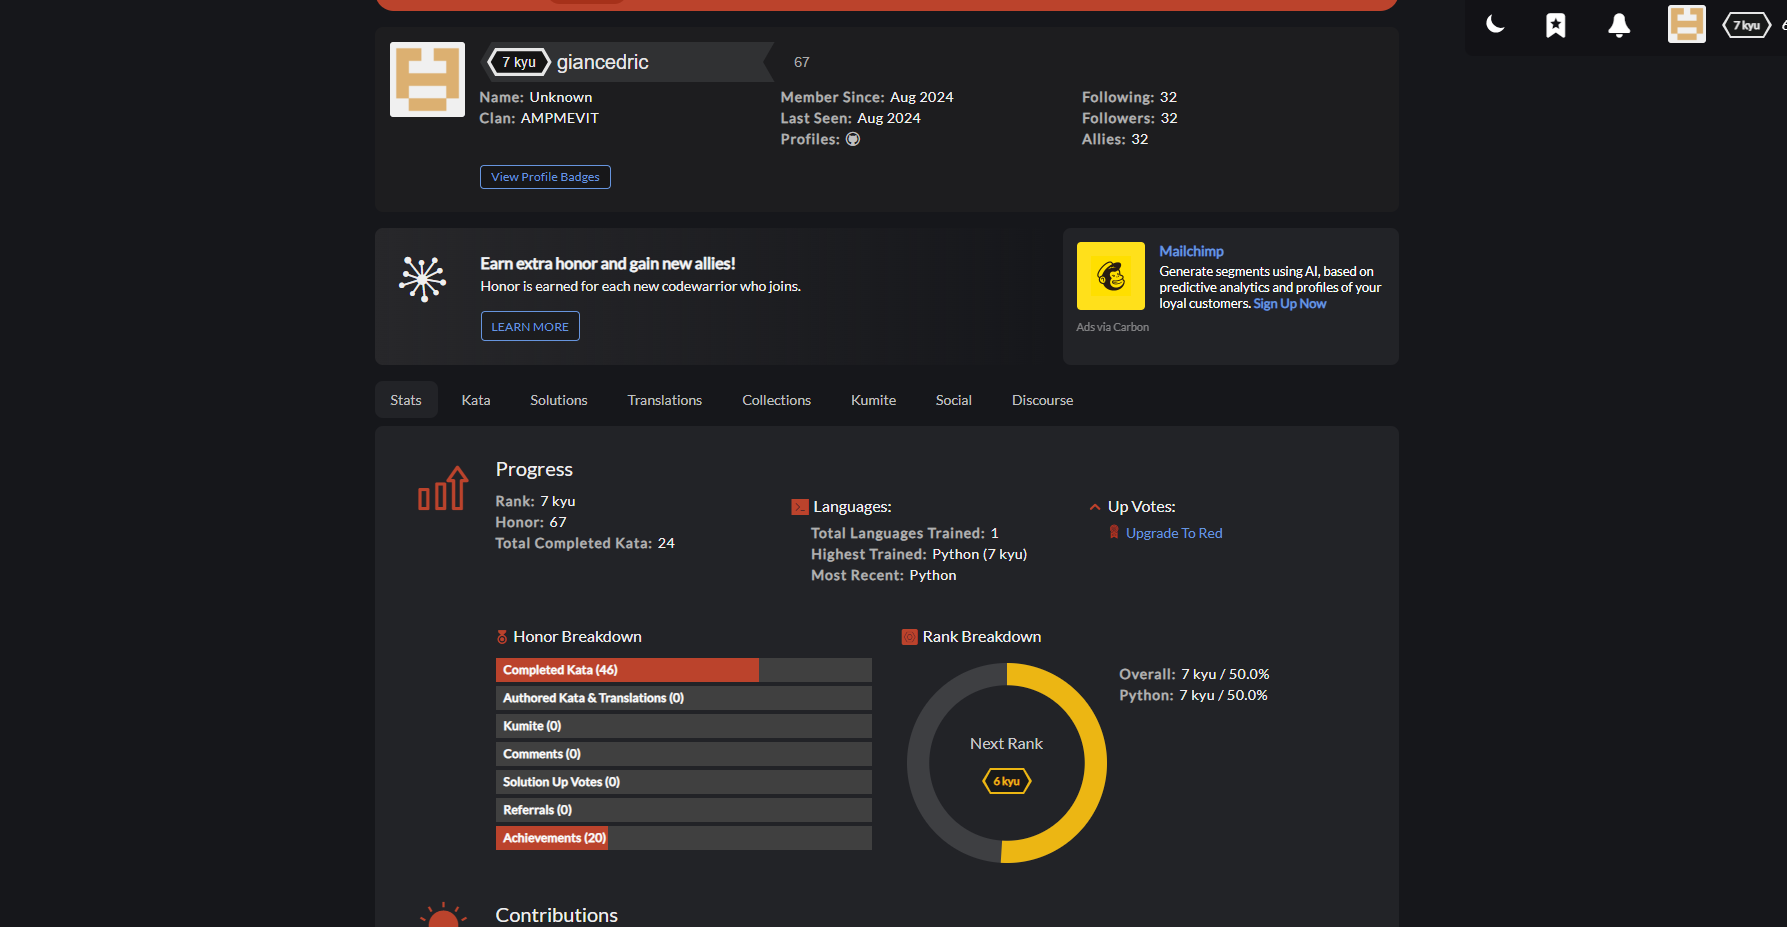 7 kyu
7 kyu giancedric 67
Name: Unknown
Clan: AMPMEVIT
Member Since: Aug 2024
Last Seen: Aug 2024
Profiles:
Following: 32
Followers: 32
Allies: 32
View Profile Badges
Earn extra honor and gain new allies!
Honor is earned for each new codewarrior who joins.
LEARN MORE
Mailchimp
Generate segments using AI, based on
predictive analytics and profiles of your
loyal customers. Sign Up Now
Ads via Carbon
Stats Kata Solutions Translations Collections Kumite Social Discourse
Progress
Rank: 7 kyu
Honor: 67
Total Completed Kata: 24
Languages:
Total Languages Trained: 1
Highest Trained: Python (7 kyu)
Most Recent: Python
Up Votes:
Upgrade To Red
Honor Breakdown
Completed Kata (46)
Authored Kata & Translations (0)
Kumite (0)
Comments (0)
Solution Up Votes (0)
Referrals (0)
Achievements (20)
Rank Breakdown
Next Rank
6 kyu
Overall: 7 kyu / 50.0%
Python: 7 kyu / 50.0%
Contributions